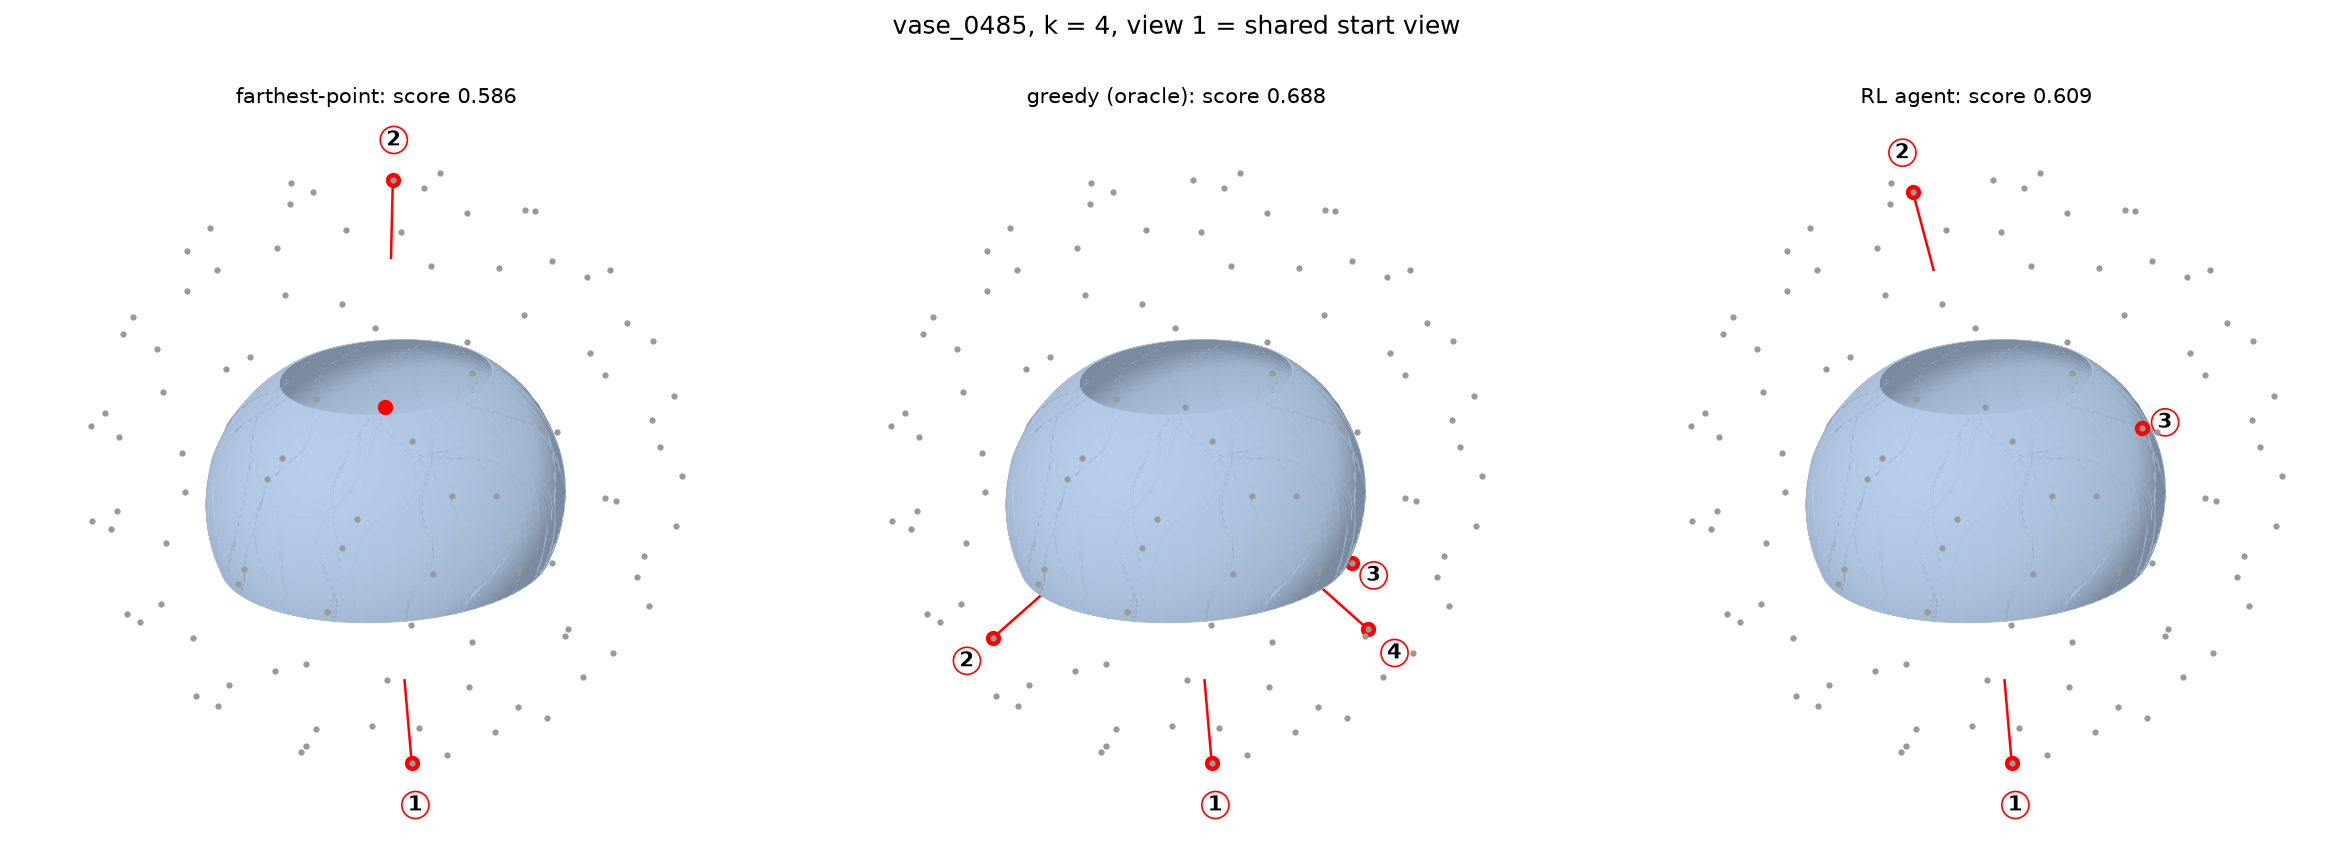 vase_0485, k = 4, view 1 = shared start view
farthest-point: score 0.586
2
1
greedy (oracle): score 0.688
3
2
4
1
RL agent: score 0.609
2
3
1